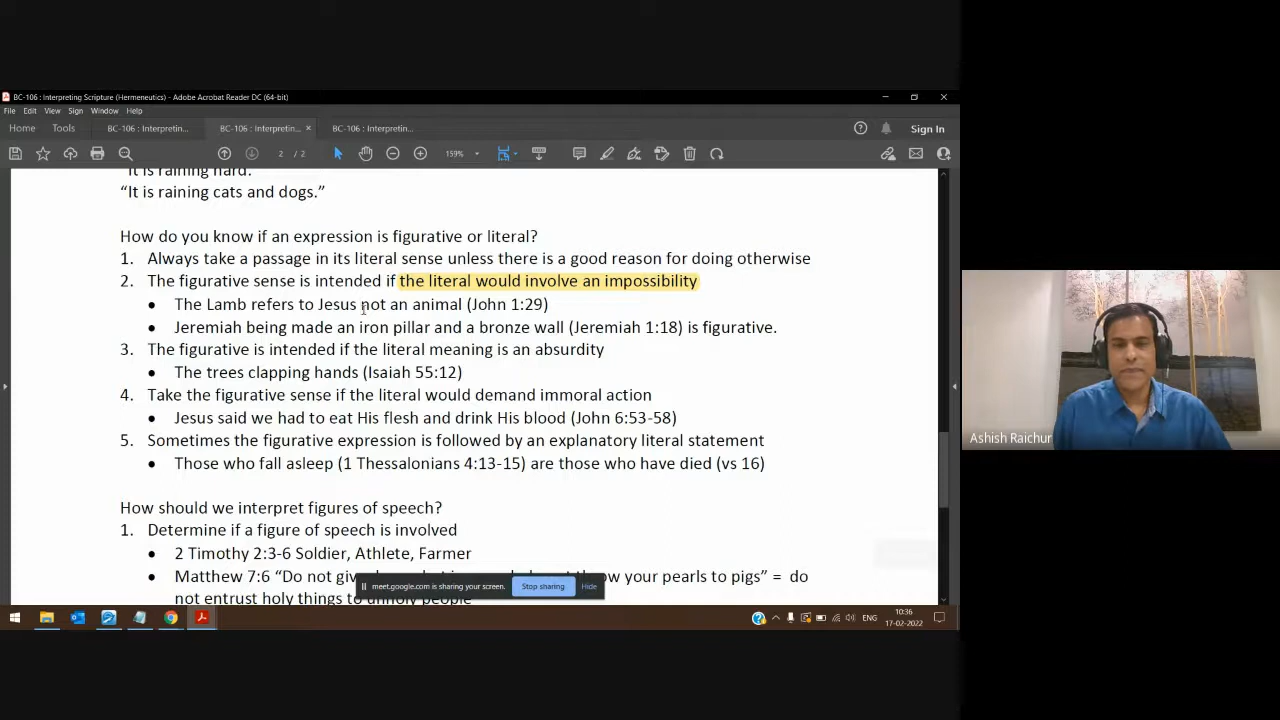 BC-106 : Interpreting Scripture (Hermeneutics) - Adobe Acrobat Reader DC (64-bit)
File Edit View Sign Window Help
Home Tools BC-106 : Interpretin... BC-106 : Interpretin... × BC-106 : Interpretin... Sign In
2 / 2 159%
"It is raining hard."
“It is raining cats and dogs.”
How do you know if an expression is figurative or literal?
1. Always take a passage in its literal sense unless there is a good reason for doing otherwise
2. The figurative sense is intended if the literal would involve an impossibility
• The Lamb refers to Jesus not an animal (John 1:29)
• Jeremiah being made an iron pillar and a bronze wall (Jeremiah 1:18) is figurative.
3. The figurative is intended if the literal meaning is an absurdity
• The trees clapping hands (Isaiah 55:12)
4. Take the figurative sense if the literal would demand immoral action
• Jesus said we had to eat His flesh and drink His blood (John 6:53-58)
5. Sometimes the figurative expression is followed by an explanatory literal statement
• Those who fall asleep (1 Thessalonians 4:13-15) are those who have died (vs 16)
How should we interpret figures of speech?
1. Determine if a figure of speech is involved
• 2 Timothy 2:3-6 Soldier, Athlete, Farmer
• Matthew 7:6 “Do not give your pearls to pigs” = do
not entrust holy things to unholy people
meet.google.com is sharing your screen. Stop sharing Hide
ENG
10:36
17-02-2022
Ashish Raichur